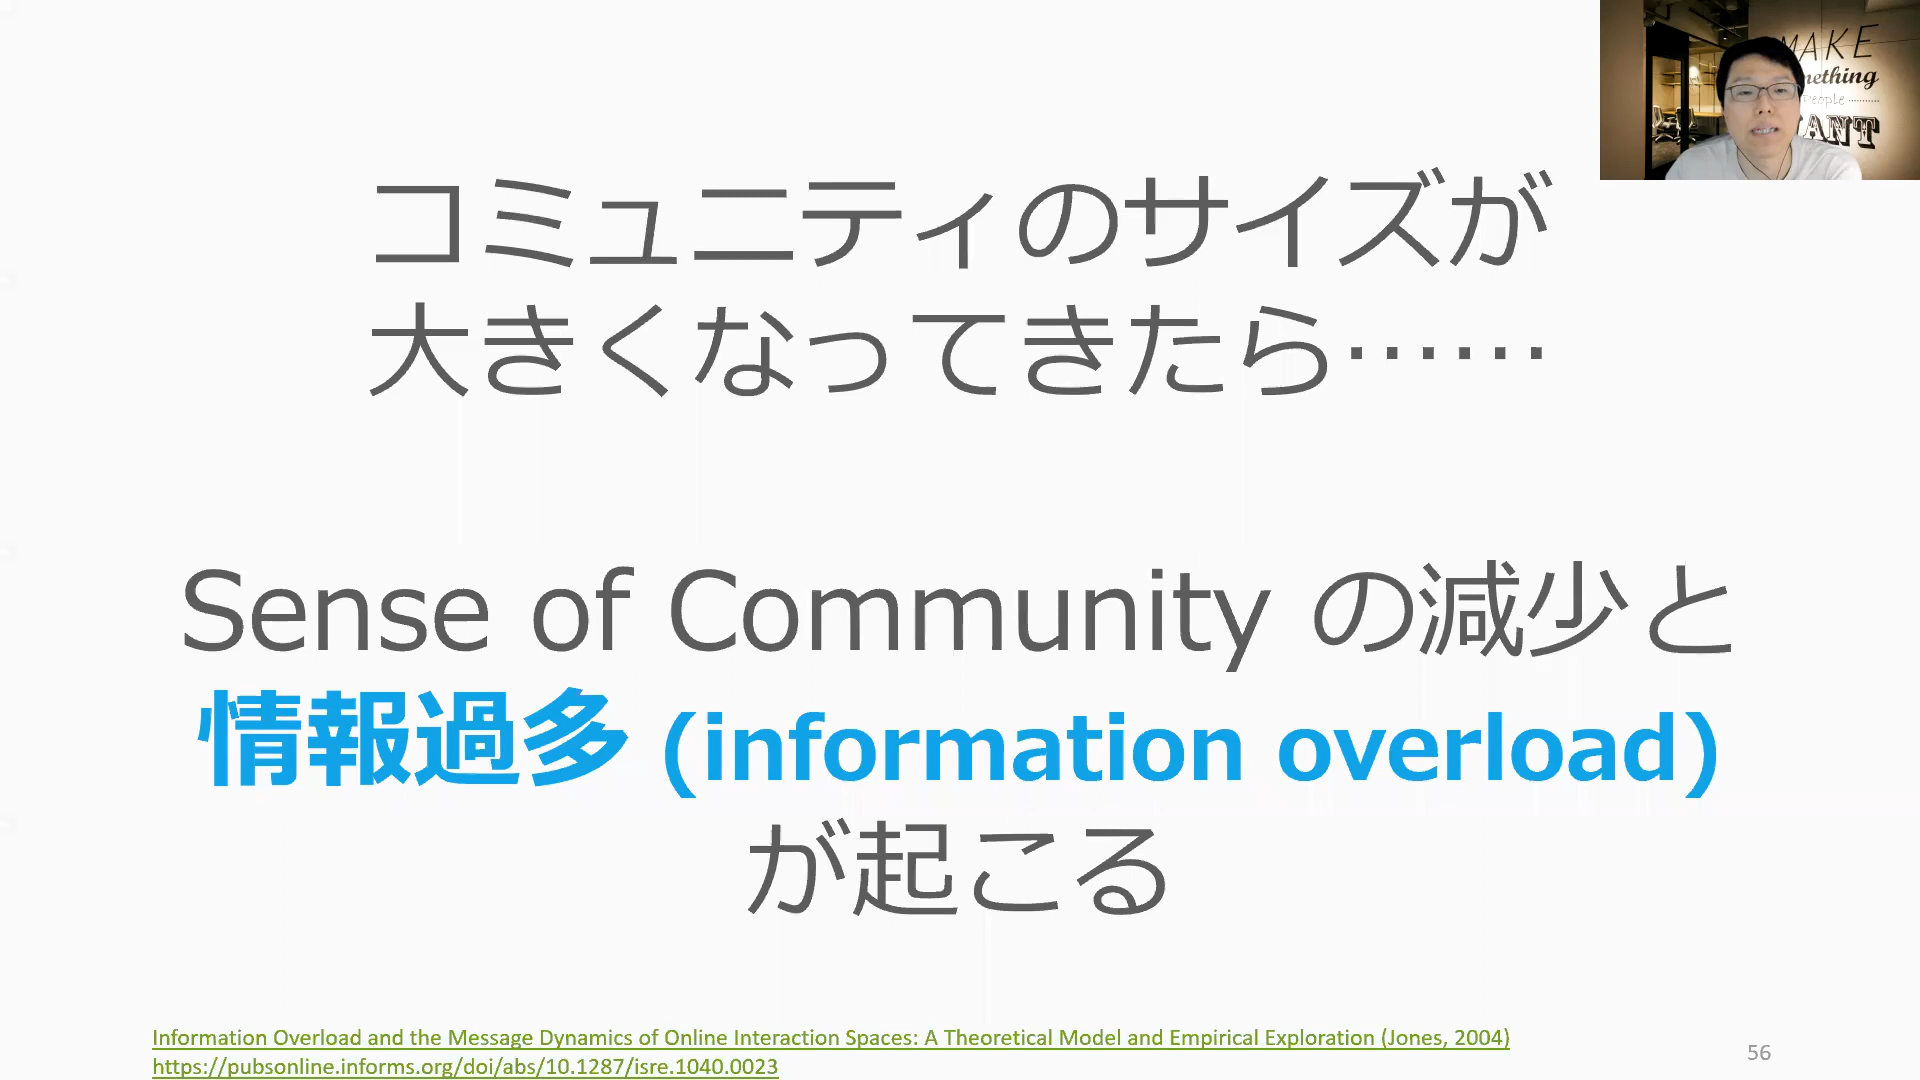 コミュニティのサイズが
大きくなってきたら……
Sense of Community の減少と
情報過多 (information overload)
が起こる
Information Overload and the Message Dynamics of Online Interaction Spaces: A Theoretical Model and Empirical Exploration (Jones, 2004)
https://pubsonline.informs.org/doi/abs/10.1287/isre.1040.0023
56
MAKE
People